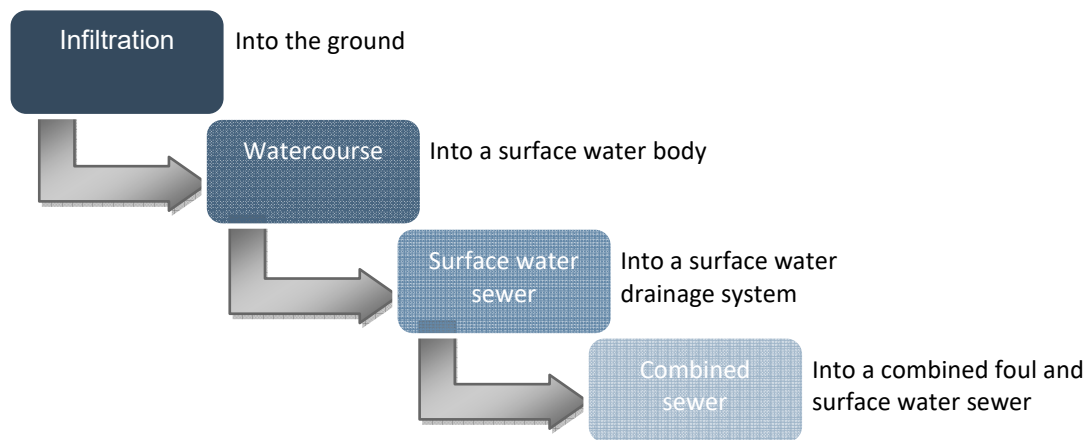 Infiltration
Into the ground
Watercourse
Into a surface water body
Surface water
sewer
Into a surface water
drainage system
Combined
sewer
Into a combined foul and
surface water sewer